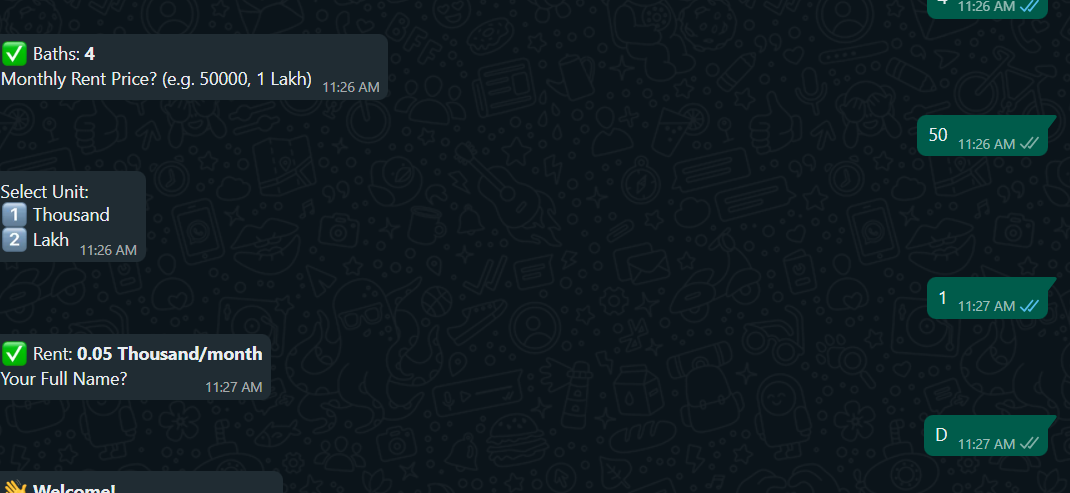 4 11:26 AM
✅ Baths: 4
Monthly Rent Price? (e.g. 50000, 1 Lakh) 11:26 AM
50 11:26 AM
Select Unit:
1️⃣ Thousand
2️⃣ Lakh 11:26 AM
1 11:27 AM
✅ Rent: 0.05 Thousand/month
Your Full Name? 11:27 AM
D 11:27 AM
👋 Welcome!